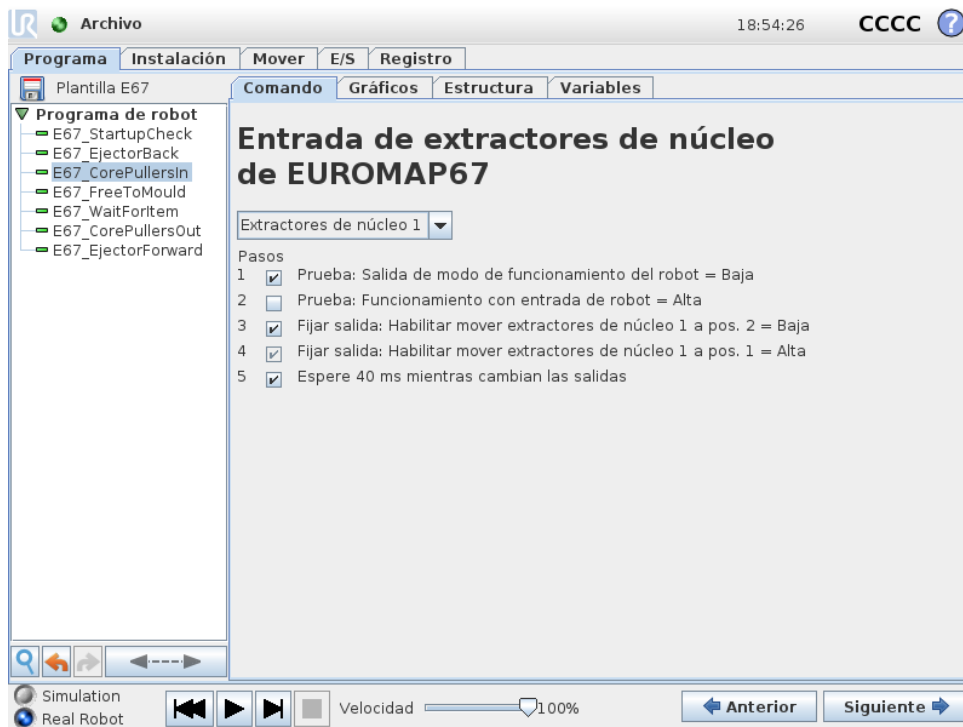 UR Archivo 18:54:26 CCCC ?
Programa Instalación Mover E/S Registro
Plantilla E67
Comando Gráficos Estructura Variables
Programa de robot
E67_StartupCheck
E67_EjectorBack
E67_CorePullersIn
E67_FreeToMould
E67_WaitForItem
E67_CorePullersOut
E67_EjectorForward
Entrada de extractores de núcleo
de EUROMAP67
Extractores de núcleo 1
Pasos
1 Prueba: Salida de modo de funcionamiento del robot = Baja
2 Prueba: Funcionamiento con entrada de robot = Alta
3 Fijar salida: Habilitar mover extractores de núcleo 1 a pos. 2 = Baja
4 Fijar salida: Habilitar mover extractores de núcleo 1 a pos. 1 = Alta
5 Espere 40 ms mientras cambian las salidas
Simulation
Real Robot
Velocidad 100%
Anterior Siguiente